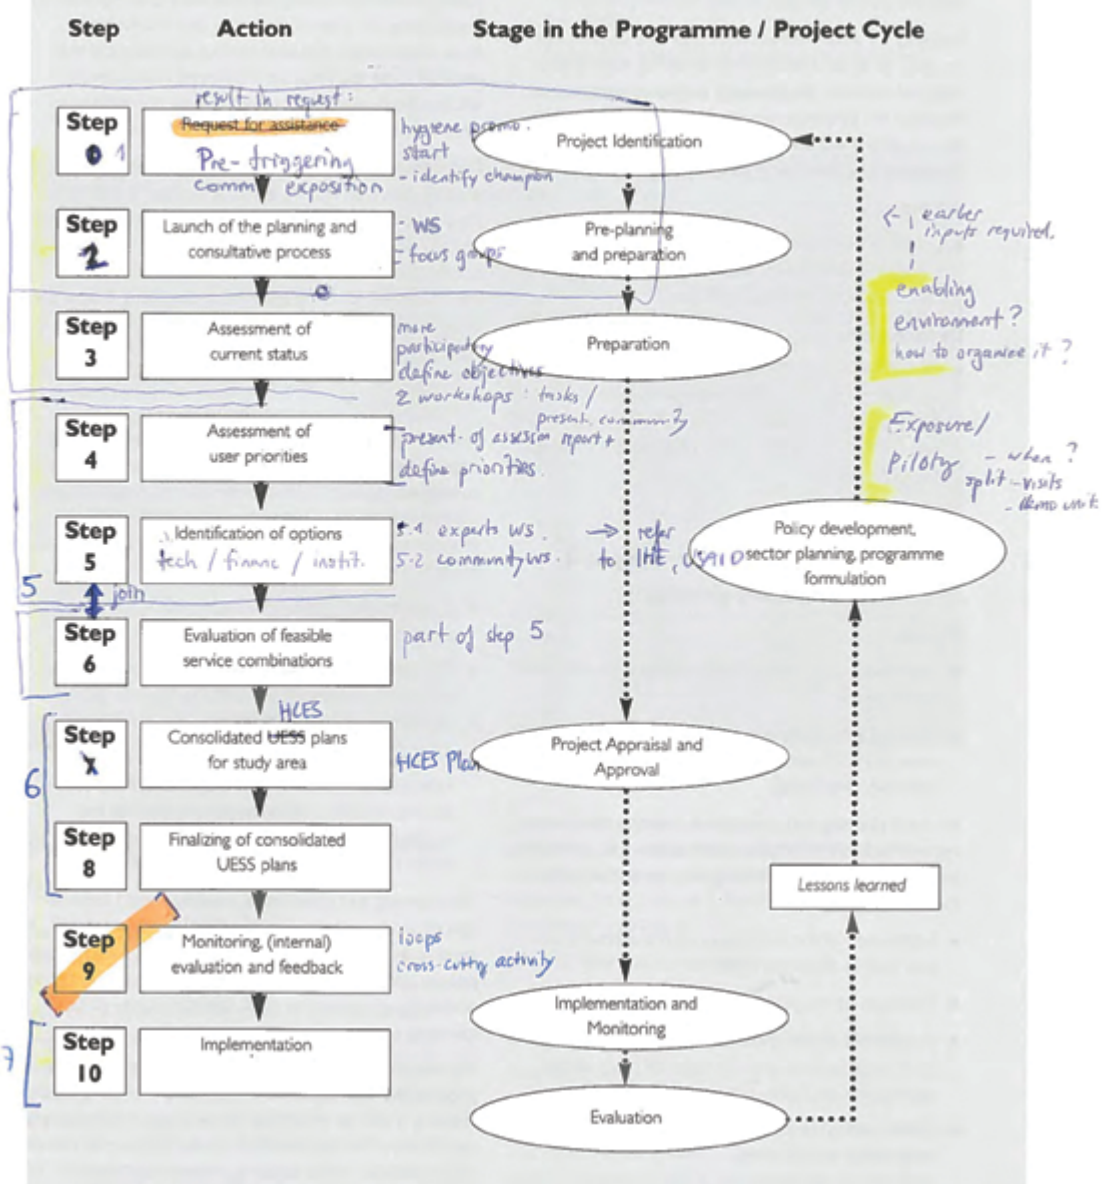 Step Action Stage in the Programme / Project Cycle
result in request:
Step
1
Request for assistance
Pre-triggering
comm. exposition
hygiene promo.
start
- identify champion
Project Identification
Step
2
Launch of the planning and
consultative process
- WS
- focus groups
Pre-planning
and preparation
← earlier
inputs required.
enabling
environment?
how to organise it?
Step
3
Assessment of
current status
more
participatory
define objectives
2 workshops: tasks /
present. community
Preparation
Step
4
Assessment of
user priorities
present. of assessm report +
define priorities.
Exposure/
Piloting - when?
split - visits
- demo unit
Step
5
Identification of options
tech / financ / instit.
5.1 experts WS.
5.2 community WS.
→ refer
to IHE, USAID
Policy development,
sector planning, programme
formulation
5
join
Step
6
Evaluation of feasible
service combinations
part of step 5
6
Step
7
HCES
Consolidated UESS plans
for study area
HCES Plan
Project Appraisal and
Approval
Step
8
Finalizing of consolidated
UESS plans
Lessons learned
Step
9
Monitoring, (internal)
evaluation and feedback
loops
cross-cutting activity
Implementation and
Monitoring
7
Step
10
Implementation
Evaluation